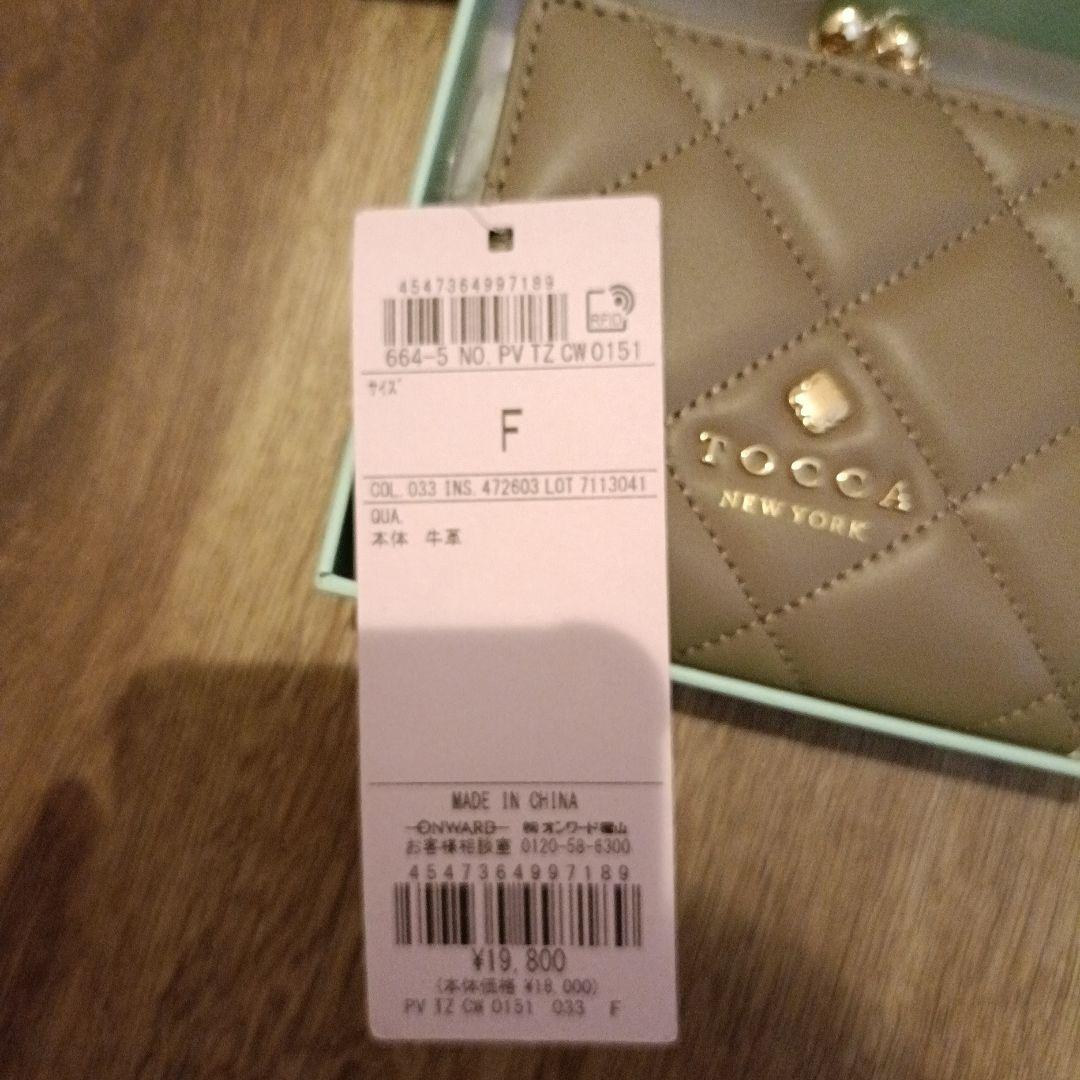 4547364997189
RFID
664-5 NO. PV TZ CW 0151
サイズ
F
COL. 033 INS. 472603 LOT 7113041
QUA.
本体 牛革
MADE IN CHINA
ONWARD ㈱オンワード樫山
お客様相談室 0120-58-6300
4547364997189
¥19,800
(本体価格 ¥18,000)
PV TZ CW 0151 033 F
TOCCA
NEW YORK